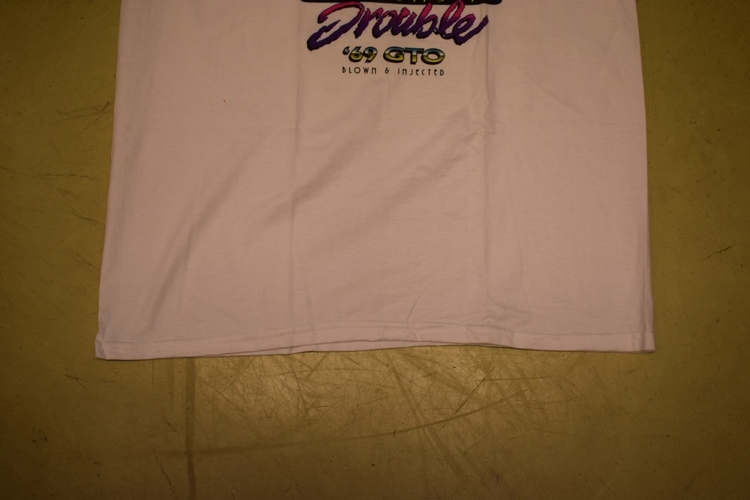 Trouble
'69 GTO
BLOWN & INJECTED